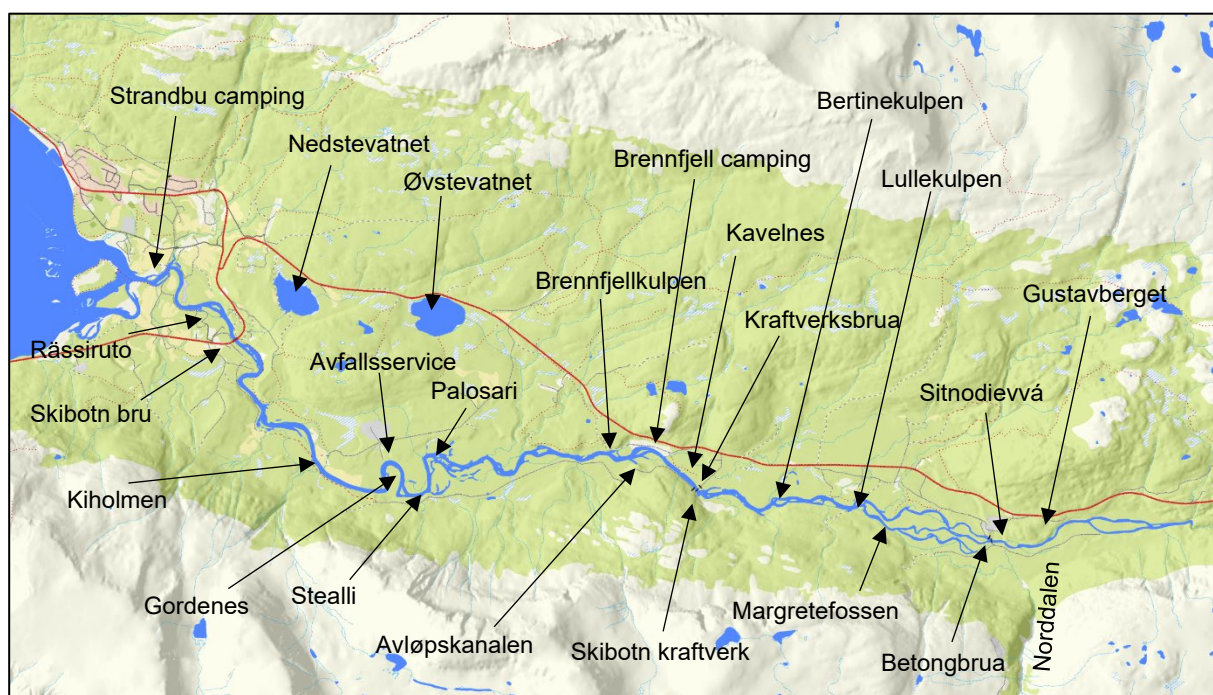 Strandbu camping
Bertinekulpen
Nedstevatnet
Brennfjell camping
Lullekulpen
Øvstevatnet
Kavelnes
Brennfjellkulpen
Gustavberget
Kraftverksbrua
Rässiruto
Avfallsservice
Palosari
Sitnodievvá
Skibotn bru
Kiholmen
Stealli
Gordenes
Margretefossen
Norddalen
Avløpskanalen
Skibotn kraftverk
Betongbrua